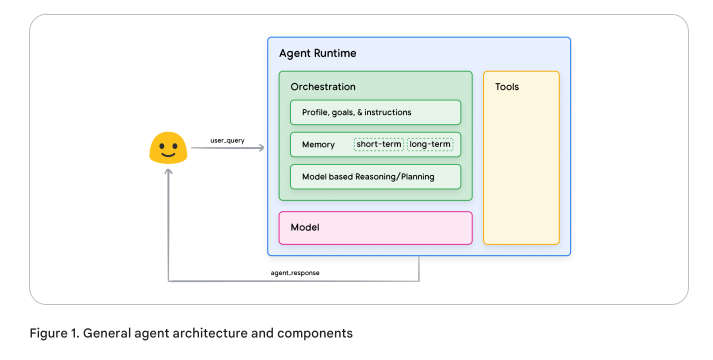 Agent Runtime
Orchestration
Tools
Profile, goals, & instructions
user_query
Memory short-term long-term
Model based Reasoning/Planning
Model
agent_response
Figure 1. General agent architecture and components